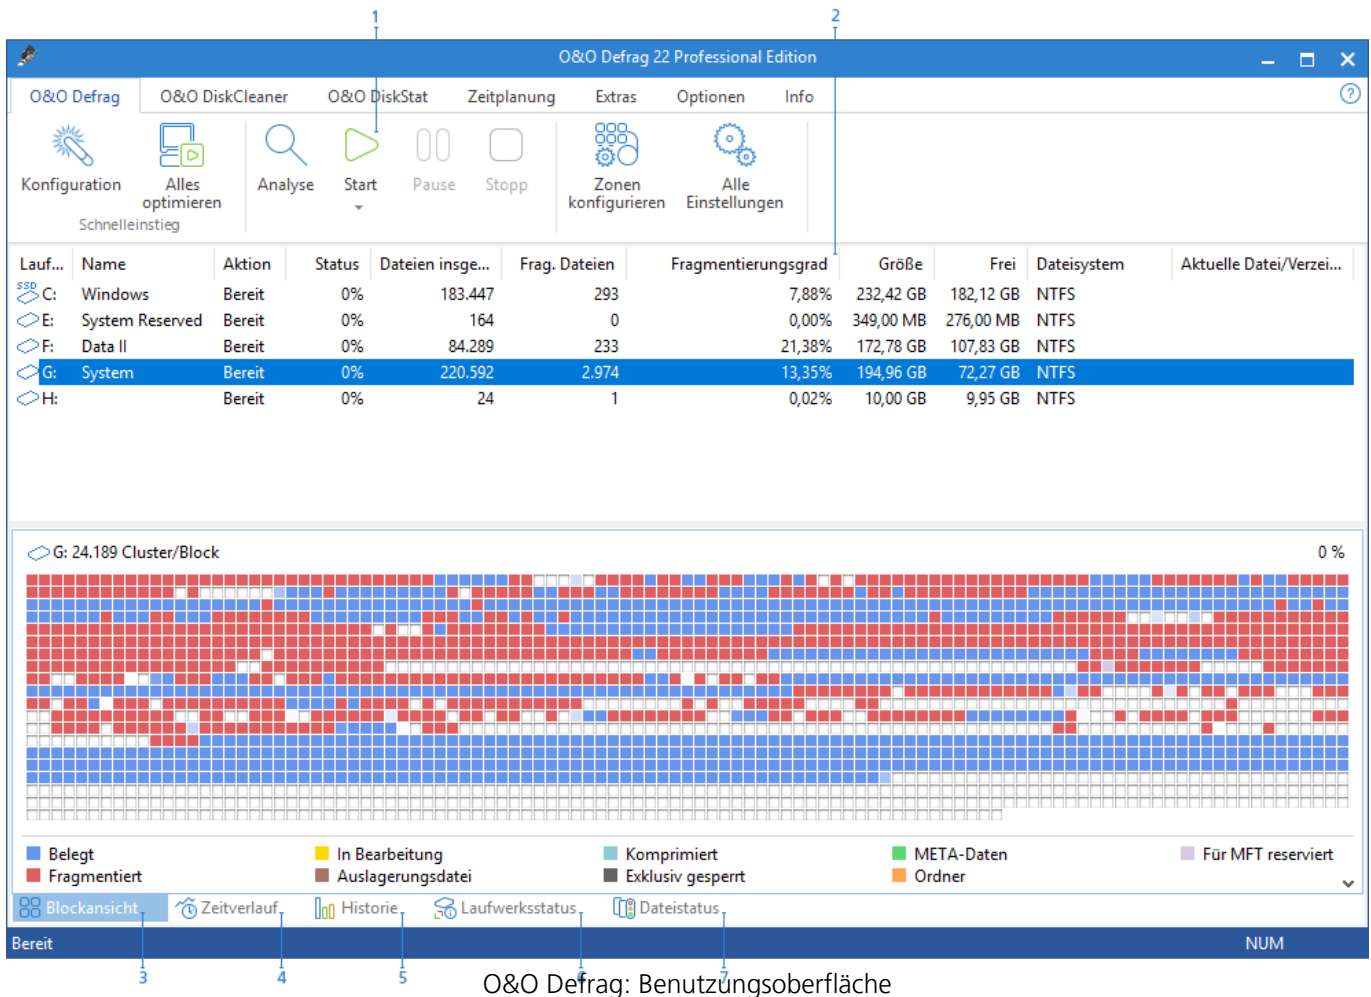 1 2
O&O Defrag 22 Professional Edition
O&O Defrag O&O DiskCleaner O&O DiskStat Zeitplanung Extras Optionen Info ?
Konfiguration Alles optimieren Analyse Start Pause Stopp Zonen konfigurieren Alle Einstellungen
Schnelleinstieg
Lauf... Name Aktion Status Dateien insge... Frag. Dateien Fragmentierungsgrad Größe Frei Dateisystem Aktuelle Datei/Verzei...
SSD C: Windows Bereit 0% 183.447 293 7,88% 232,42 GB 182,12 GB NTFS
E: System Reserved Bereit 0% 164 0 0,00% 349,00 MB 276,00 MB NTFS
F: Data II Bereit 0% 84.289 233 21,38% 172,78 GB 107,83 GB NTFS
G: System Bereit 0% 220.592 2.974 13,35% 194,96 GB 72,27 GB NTFS
H: Bereit 0% 24 1 0,02% 10,00 GB 9,95 GB NTFS
G: 24.189 Cluster/Block 0 %
Belegt In Bearbeitung Komprimiert META-Daten Für MFT reserviert
Fragmentiert Auslagerungsdatei Exklusiv gesperrt Ordner
Blockansicht Zeitverlauf Historie Laufwerksstatus Dateistatus
Bereit NUM
3 4 5 6 7
O&O Defrag: Benutzungsoberfläche